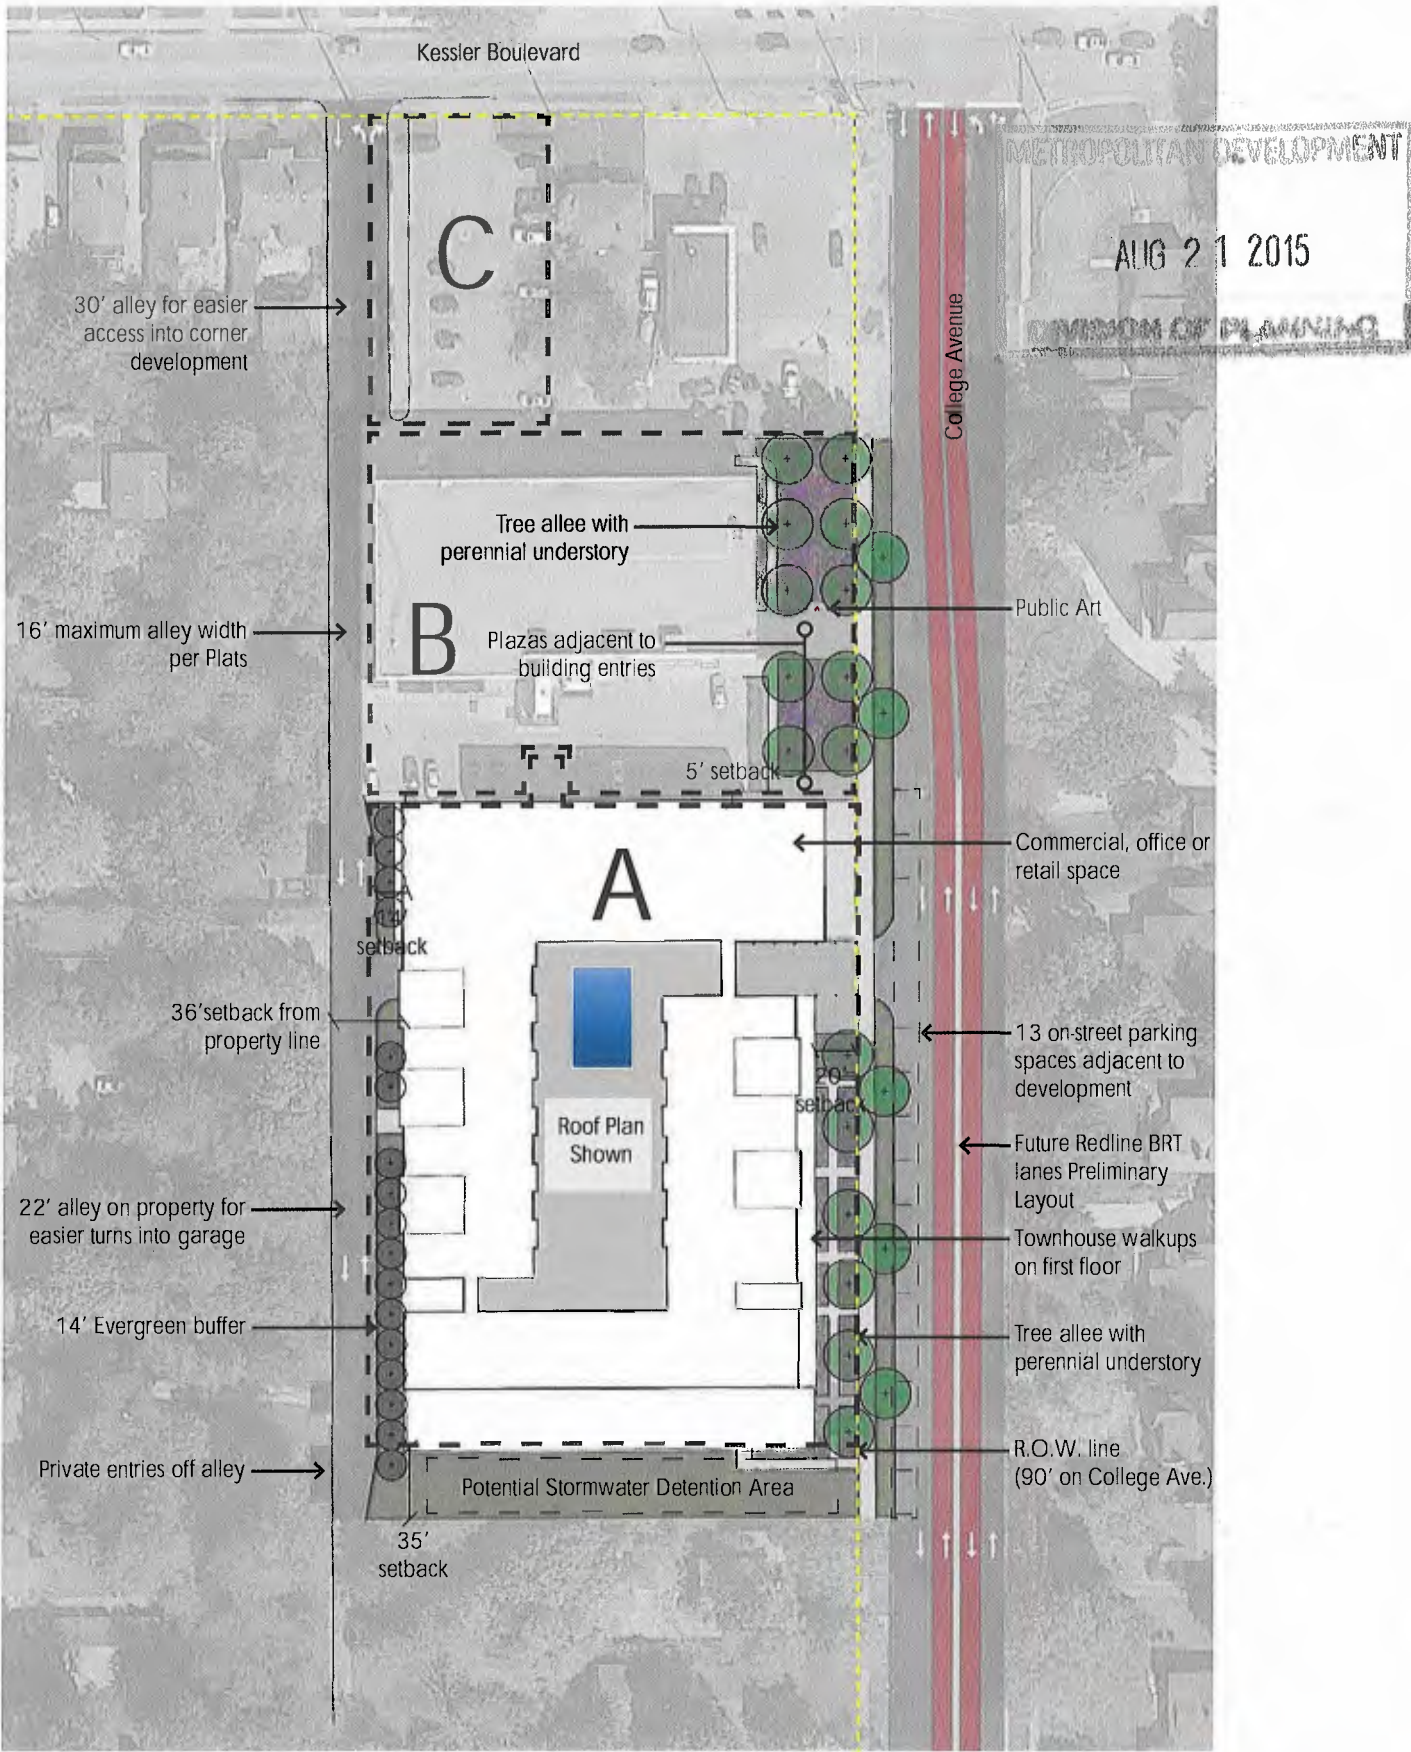 Kessler Boulevard
METROPOLITAN DEVELOPMENT
AUG 21 2015
DIVISION OF PLANNING
C
College Avenue
30' alley for easier
access into corner
development
Tree allee with
perennial understory
B
16' maximum alley width
per Plats
Plazas adjacent to
building entries
Public Art
5' setback
Commercial, office or
retail space
A
14'
setback
36'setback from
property line
13 on-street parking
spaces adjacent to
development
20'
setback
Roof Plan
Shown
Future Redline BRT
lanes Preliminary
Layout
22' alley on property for
easier turns into garage
Townhouse walkups
on first floor
14' Evergreen buffer
Tree allee with
perennial understory
Private entries off alley
R.O.W. line
(90' on College Ave.)
Potential Stormwater Detention Area
35'
setback